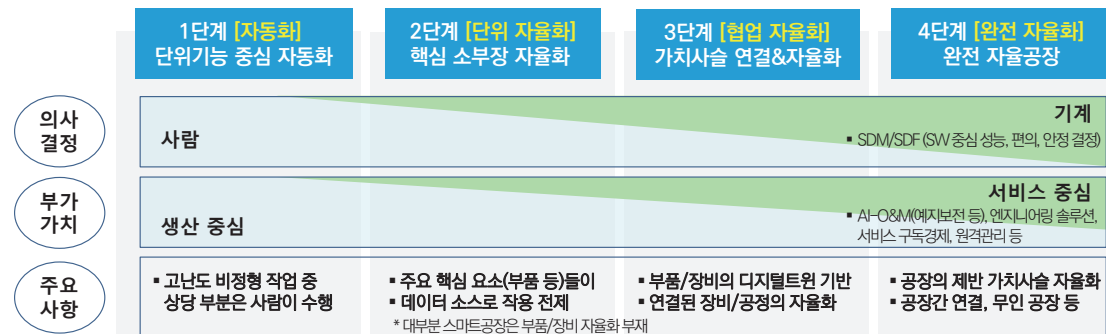 1단계 [자동화]
단위기능 중심 자동화
2단계 [단위 자율화]
핵심 소부장 자율화
3단계 [협업 자율화]
가치사슬 연결&자율화
4단계 [완전 자율화]
완전 자율공장
의사
결정
사람
기계
▪ SDM/SDF (SW 중심 성능, 편의, 안정 결정)
부가
가치
생산 중심
서비스 중심
▪ AI-O&M(예지보전 등), 엔지니어링 솔루션,
서비스 구독경제, 원격관리 등
주요
사항
▪ 고난도 비정형 작업 중
상당 부분은 사람이 수행
▪ 주요 핵심 요소(부품 등)들이
▪ 데이터 소스로 작용 전제
* 대부분 스마트공장은 부품/장비 자율화 부재
▪ 부품/장비의 디지털트윈 기반
▪ 연결된 장비/공정의 자율화
▪ 공장의 제반 가치사슬 자율화
▪ 공장간 연결, 무인 공장 등